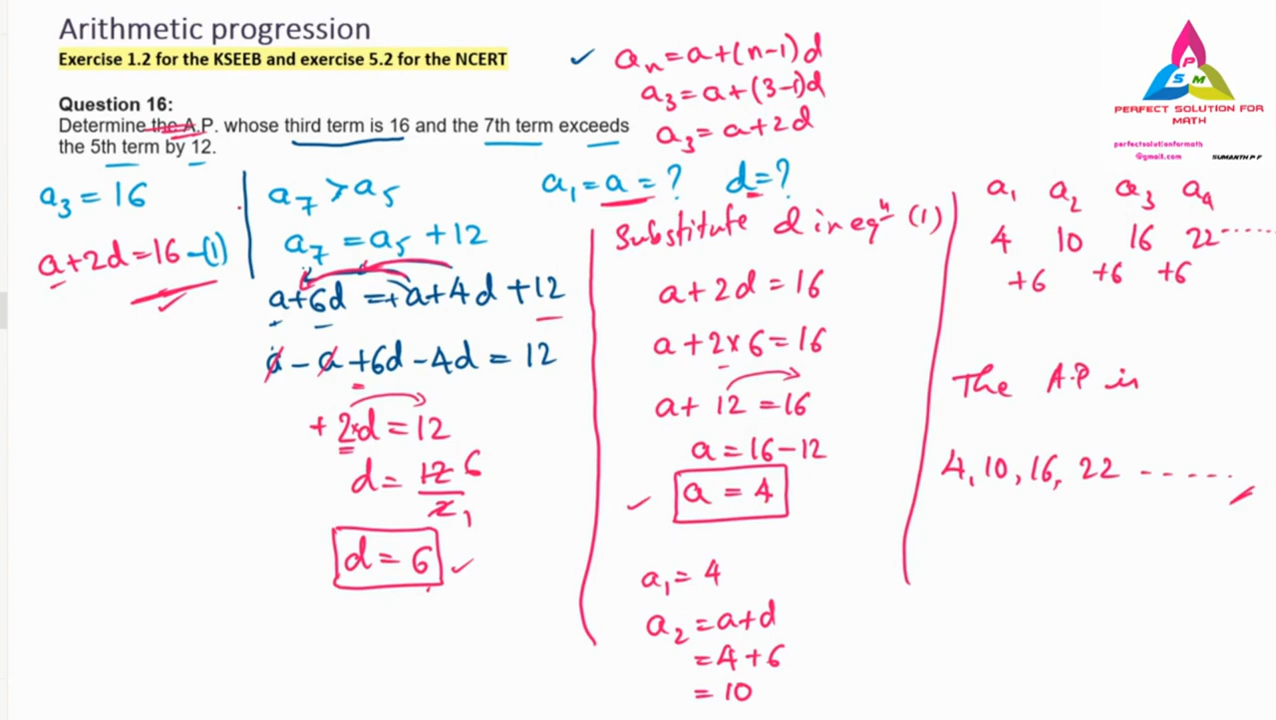 Arithmetic progression
Exercise 1.2 for the KSEEB and exercise 5.2 for the NCERT
Question 16:
Determine the A.P. whose third term is 16 and the 7th term exceeds
the 5th term by 12.
aₙ = a + (n-1)d
a₃ = a + (3-1)d
a₃ = a + 2d
P
S M
PERFECT SOLUTION FOR
MATH
perfectsolutionformath
@gmail.com
SUMANTH P F
a₃ = 16
a+2d = 16 -(1)
a₇ > a₅
a₇ = a₅ + 12
a+6d = +a+4d +12
a - a +6d -4d = 12
+ 2×d = 12
d = 12 6
2 1
d = 6
a₁ = a = ? d = ?
Substitute d in eqⁿ (1)
a + 2d = 16
a + 2×6 = 16
a + 12 = 16
a = 16 - 12
a = 4
a₁ = 4
a₂ = a+d
= 4 + 6
= 10
a₁ a₂ a₃ a₄
4 10 16 22 ......
+6 +6 +6
The A.P is
4, 10, 16, 22 ------